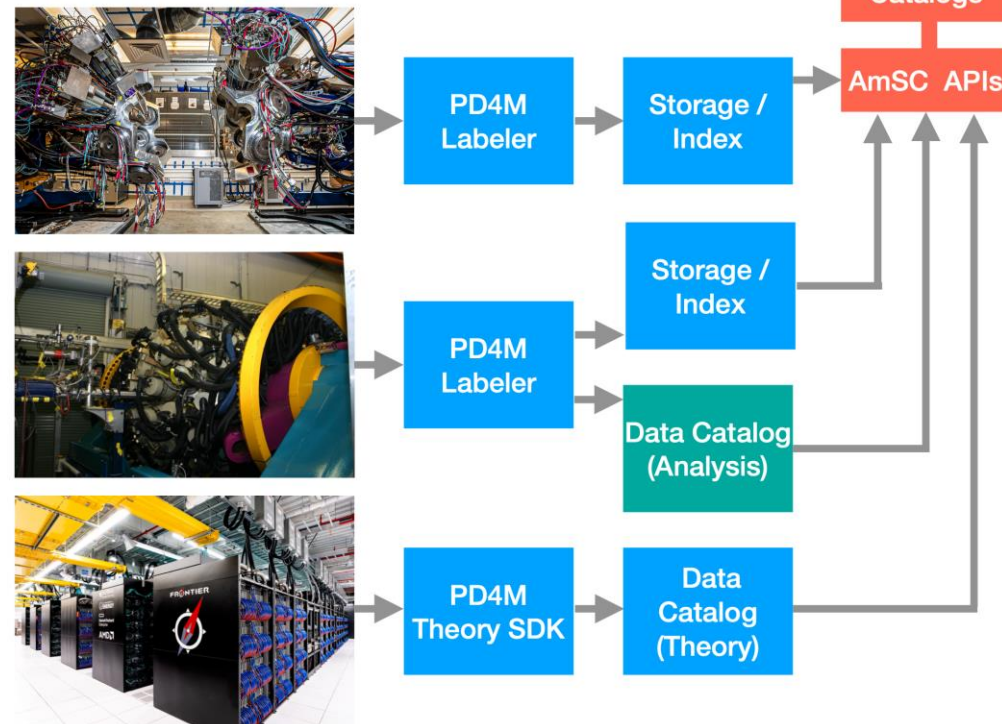 Catalogs
AmSC APIs
PD4M
Labeler
Storage /
Index
Storage /
Index
PD4M
Labeler
Data Catalog
(Analysis)
FRONTIER
AMD
PD4M
Theory SDK
Data
Catalog
(Theory)